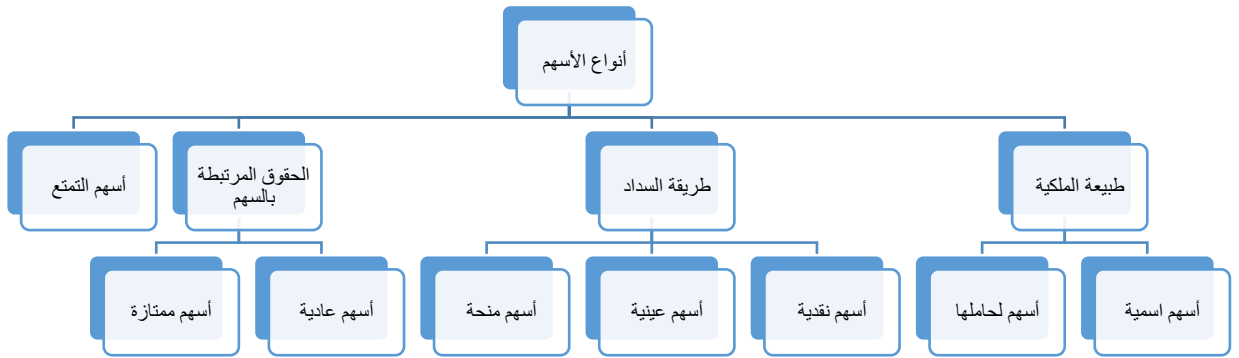 أنواع الأسهم
طبيعة الملكية
طريقة السداد
الحقوق المرتبطة
بالسهم
أسهم التمتع
أسهم اسمية
أسهم لحاملها
أسهم نقدية
أسهم عينية
أسهم منحة
أسهم عادية
أسهم ممتازة